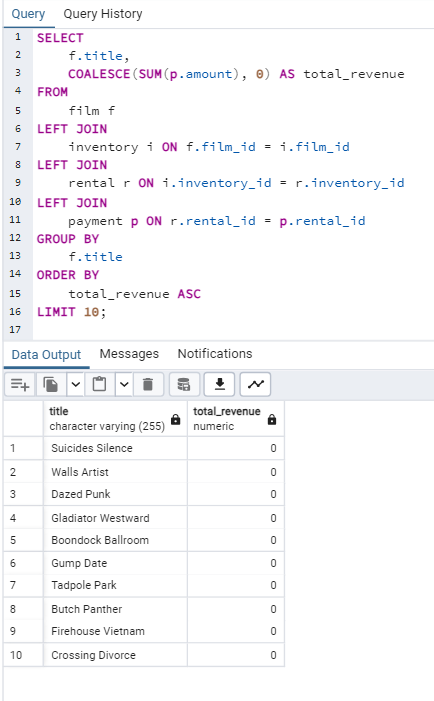 Query Query History
1 SELECT
2 f.title,
3 COALESCE(SUM(p.amount), 0) AS total_revenue
4 FROM
5 film f
6 LEFT JOIN
7 inventory i ON f.film_id = i.film_id
8 LEFT JOIN
9 rental r ON i.inventory_id = r.inventory_id
10 LEFT JOIN
11 payment p ON r.rental_id = p.rental_id
12 GROUP BY
13 f.title
14 ORDER BY
15 total_revenue ASC
16 LIMIT 10;
17
Data Output Messages Notifications
title total_revenue
character varying (255) numeric
1 Suicides Silence 0
2 Walls Artist 0
3 Dazed Punk 0
4 Gladiator Westward 0
5 Boondock Ballroom 0
6 Gump Date 0
7 Tadpole Park 0
8 Butch Panther 0
9 Firehouse Vietnam 0
10 Crossing Divorce 0